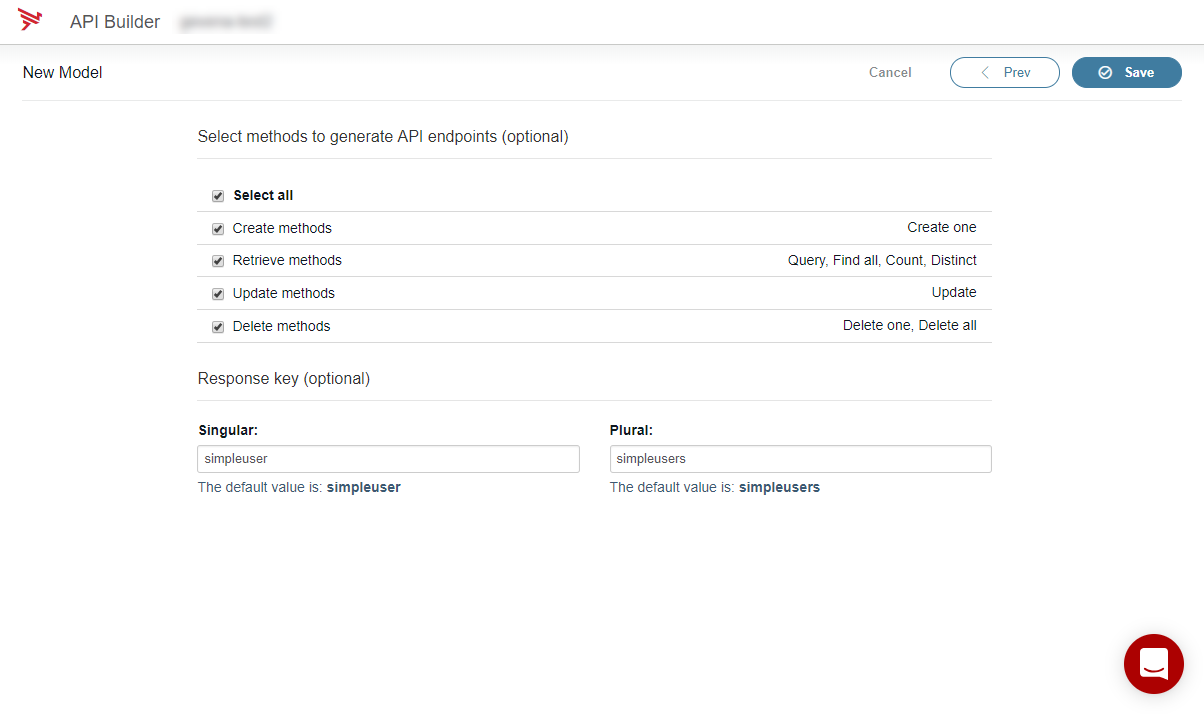 API Builder
New Model
Cancel
Prev
Save
Select methods to generate API endpoints (optional)
Select all
Create methods Create one
Retrieve methods Query, Find all, Count, Distinct
Update methods Update
Delete methods Delete one, Delete all
Response key (optional)
Singular: Plural:
simpleuser simpleusers
The default value is: simpleuser The default value is: simpleusers